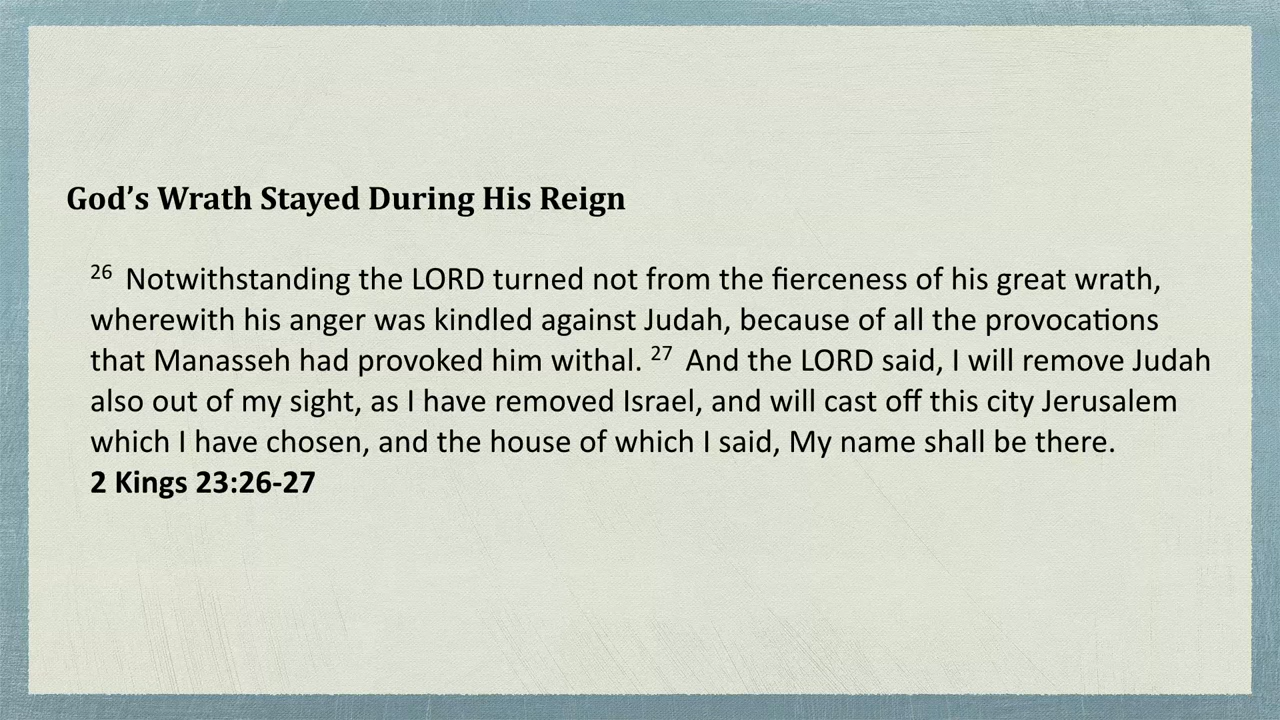 God’s Wrath Stayed During His Reign
26 Notwithstanding the LORD turned not from the fierceness of his great wrath,
wherewith his anger was kindled against Judah, because of all the provocations
that Manasseh had provoked him withal. 27 And the LORD said, I will remove Judah
also out of my sight, as I have removed Israel, and will cast off this city Jerusalem
which I have chosen, and the house of which I said, My name shall be there.
2 Kings 23:26-27